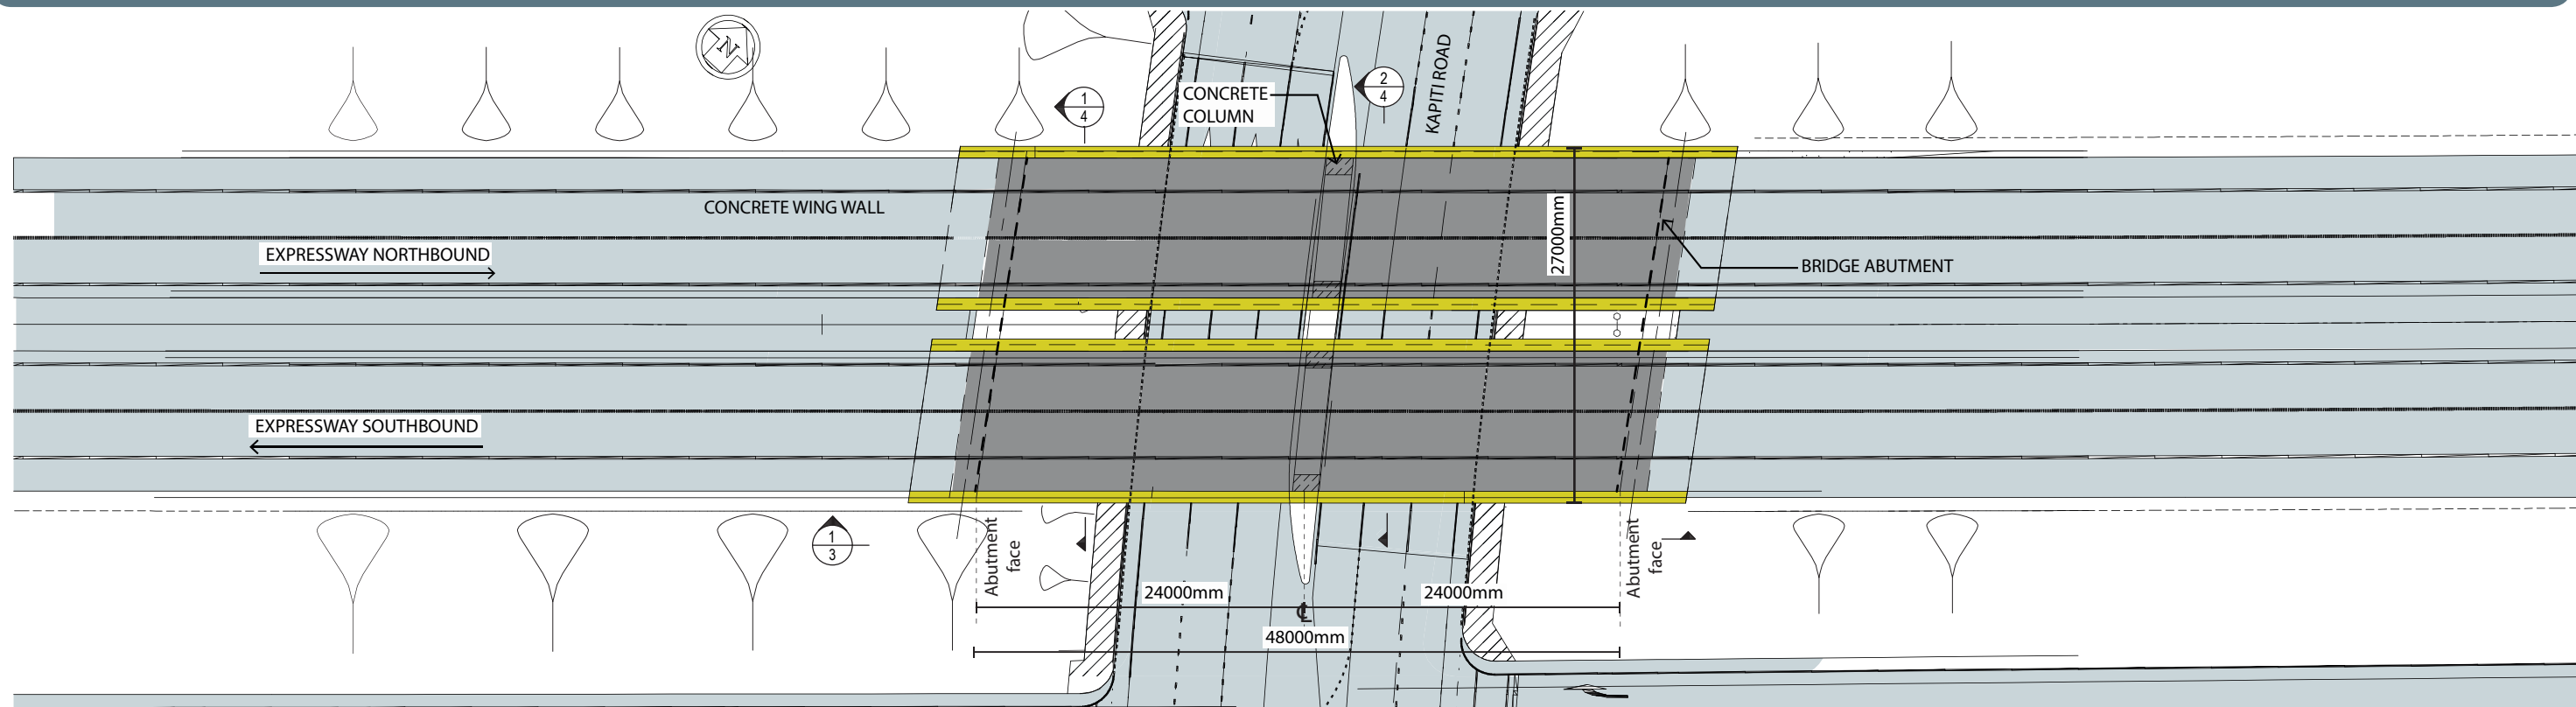 N
1
4
2
4
KAPITI ROAD
CONCRETE
COLUMN
CONCRETE WING WALL
27000mm
EXPRESSWAY NORTHBOUND
BRIDGE ABUTMENT
EXPRESSWAY SOUTHBOUND
1
3
Abutment
face
Abutment
face
24000mm
24000mm
℄
48000mm